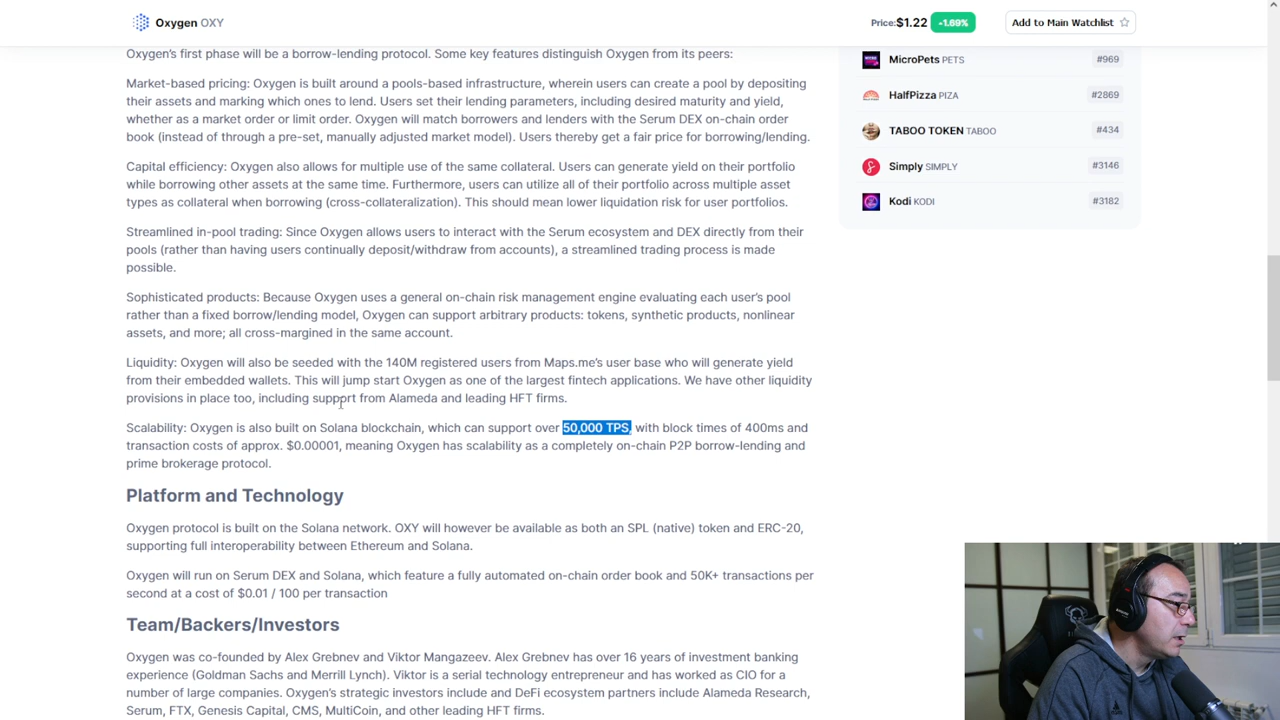 Oxygen OXY
Price:$1.22
-1.69%
Add to Main Watchlist
Oxygen's first phase will be a borrow-lending protocol. Some key features distinguish Oxygen from its peers:
Market-based pricing: Oxygen is built around a pools-based infrastructure, wherein users can create a pool by depositing
their assets and marking which ones to lend. Users set their lending parameters, including desired maturity and yield,
whether as a market order or limit order. Oxygen will match borrowers and lenders with the Serum DEX on-chain order
book (instead of through a pre-set, manually adjusted market model). Users thereby get a fair price for borrowing/lending.
Capital efficiency: Oxygen also allows for multiple use of the same collateral. Users can generate yield on their portfolio
while borrowing other assets at the same time. Furthermore, users can utilize all of their portfolio across multiple asset
types as collateral when borrowing (cross-collateralization). This should mean lower liquidation risk for user portfolios.
Streamlined in-pool trading: Since Oxygen allows users to interact with the Serum ecosystem and DEX directly from their
pools (rather than having users continually deposit/withdraw from accounts), a streamlined trading process is made
possible.
Sophisticated products: Because Oxygen uses a general on-chain risk management engine evaluating each user's pool
rather than a fixed borrow/lending model, Oxygen can support arbitrary products: tokens, synthetic products, nonlinear
assets, and more; all cross-margined in the same account.
Liquidity: Oxygen will also be seeded with the 140M registered users from Maps.me's user base who will generate yield
from their embedded wallets. This will jump start Oxygen as one of the largest fintech applications. We have other liquidity
provisions in place too, including support from Alameda and leading HFT firms.
Scalability: Oxygen is also built on Solana blockchain, which can support over 50,000 TPS, with block times of 400ms and
transaction costs of approx. $0.00001, meaning Oxygen has scalability as a completely on-chain P2P borrow-lending and
prime brokerage protocol.
Platform and Technology
Oxygen protocol is built on the Solana network. OXY will however be available as both an SPL (native) token and ERC-20,
supporting full interoperability between Ethereum and Solana.
Oxygen will run on Serum DEX and Solana, which feature a fully automated on-chain order book and 50K+ transactions per
second at a cost of $0.01 / 100 per transaction
Team/Backers/Investors
Oxygen was co-founded by Alex Grebnev and Viktor Mangazeev. Alex Grebnev has over 16 years of investment banking
experience (Goldman Sachs and Merrill Lynch). Viktor is a serial technology entrepreneur and has worked as CIO for a
number of large companies. Oxygen's strategic investors include and DeFi ecosystem partners include Alameda Research,
Serum, FTX, Genesis Capital, CMS, MultiCoin, and other leading HFT firms.
MicroPets PETS #969
HalfPizza PIZA #2869
TABOO TOKEN TABOO #434
Simply SIMPLY #3146
Kodi KODI #3182